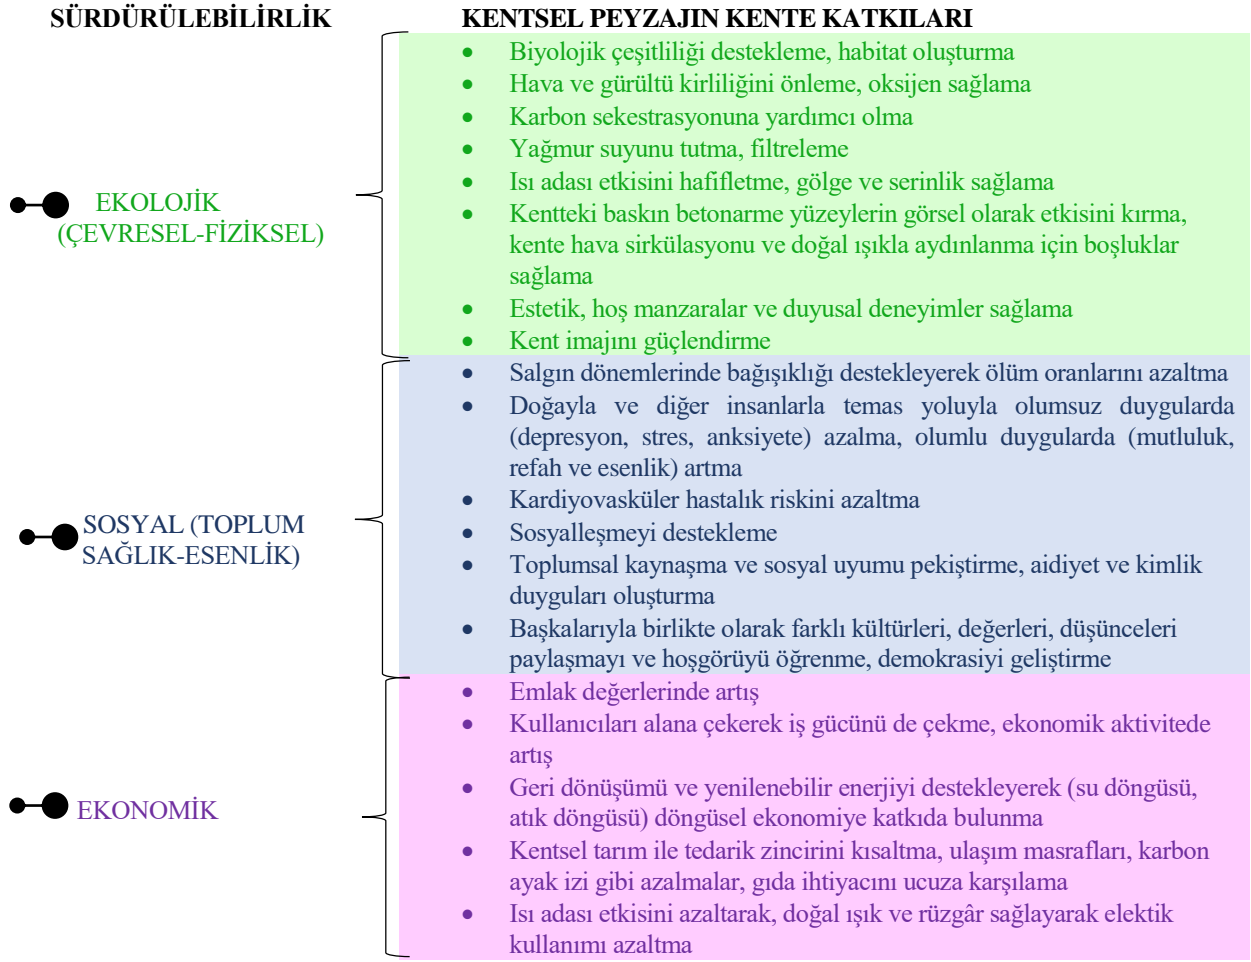 SÜRDÜRÜLEBİLİRLİK
KENTSEL PEYZAJIN KENTE KATKILARI
EKOLOJİK
(ÇEVRESEL-FİZİKSEL)
• Biyolojik çeşitliliği destekleme, habitat oluşturma
• Hava ve gürültü kirliliğini önleme, oksijen sağlama
• Karbon sekestrasyonuna yardımcı olma
• Yağmur suyunu tutma, filtreleme
• Isı adası etkisini hafifletme, gölge ve serinlik sağlama
• Kentteki baskın betonarme yüzeylerin görsel olarak etkisini kırma,
kente hava sirkülasyonu ve doğal ışıkla aydınlanma için boşluklar
sağlama
• Estetik, hoş manzaralar ve duyusal deneyimler sağlama
• Kent imajını güçlendirme
SOSYAL (TOPLUM
SAĞLIK-ESENLİK)
• Salgın dönemlerinde bağışıklığı destekleyerek ölüm oranlarını azaltma
• Doğayla ve diğer insanlarla temas yoluyla olumsuz duygularda
(depresyon, stres, anksiyete) azalma, olumlu duygularda (mutluluk,
refah ve esenlik) artma
• Kardiyovasküler hastalık riskini azaltma
• Sosyalleşmeyi destekleme
• Toplumsal kaynaşma ve sosyal uyumu pekiştirme, aidiyet ve kimlik
duyguları oluşturma
• Başkalarıyla birlikte olarak farklı kültürleri, değerleri, düşünceleri
paylaşmayı ve hoşgörüyü öğrenme, demokrasiyi geliştirme
EKONOMİK
• Emlak değerlerinde artış
• Kullanıcıları alana çekerek iş gücünü de çekme, ekonomik aktivitede
artış
• Geri dönüşümü ve yenilenebilir enerjiyi destekleyerek (su döngüsü,
atık döngüsü) döngüsel ekonomiye katkıda bulunma
• Kentsel tarım ile tedarik zincirini kısaltma, ulaşım masrafları, karbon
ayak izi gibi azalmalar, gıda ihtiyacını ucuza karşılama
• Isı adası etkisini azaltarak, doğal ışık ve rüzgâr sağlayarak elektik
kullanımı azaltma